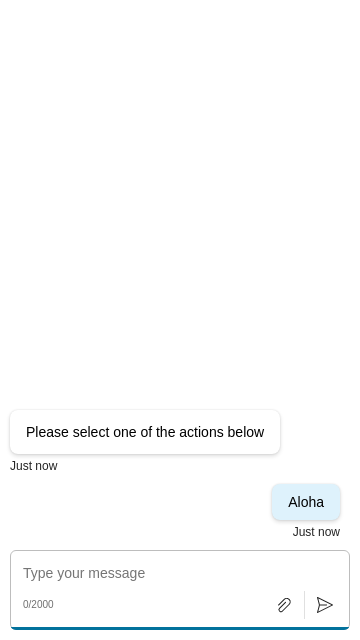 Please select one of the actions below
Just now
Aloha
Just now
Type your message
0/2000